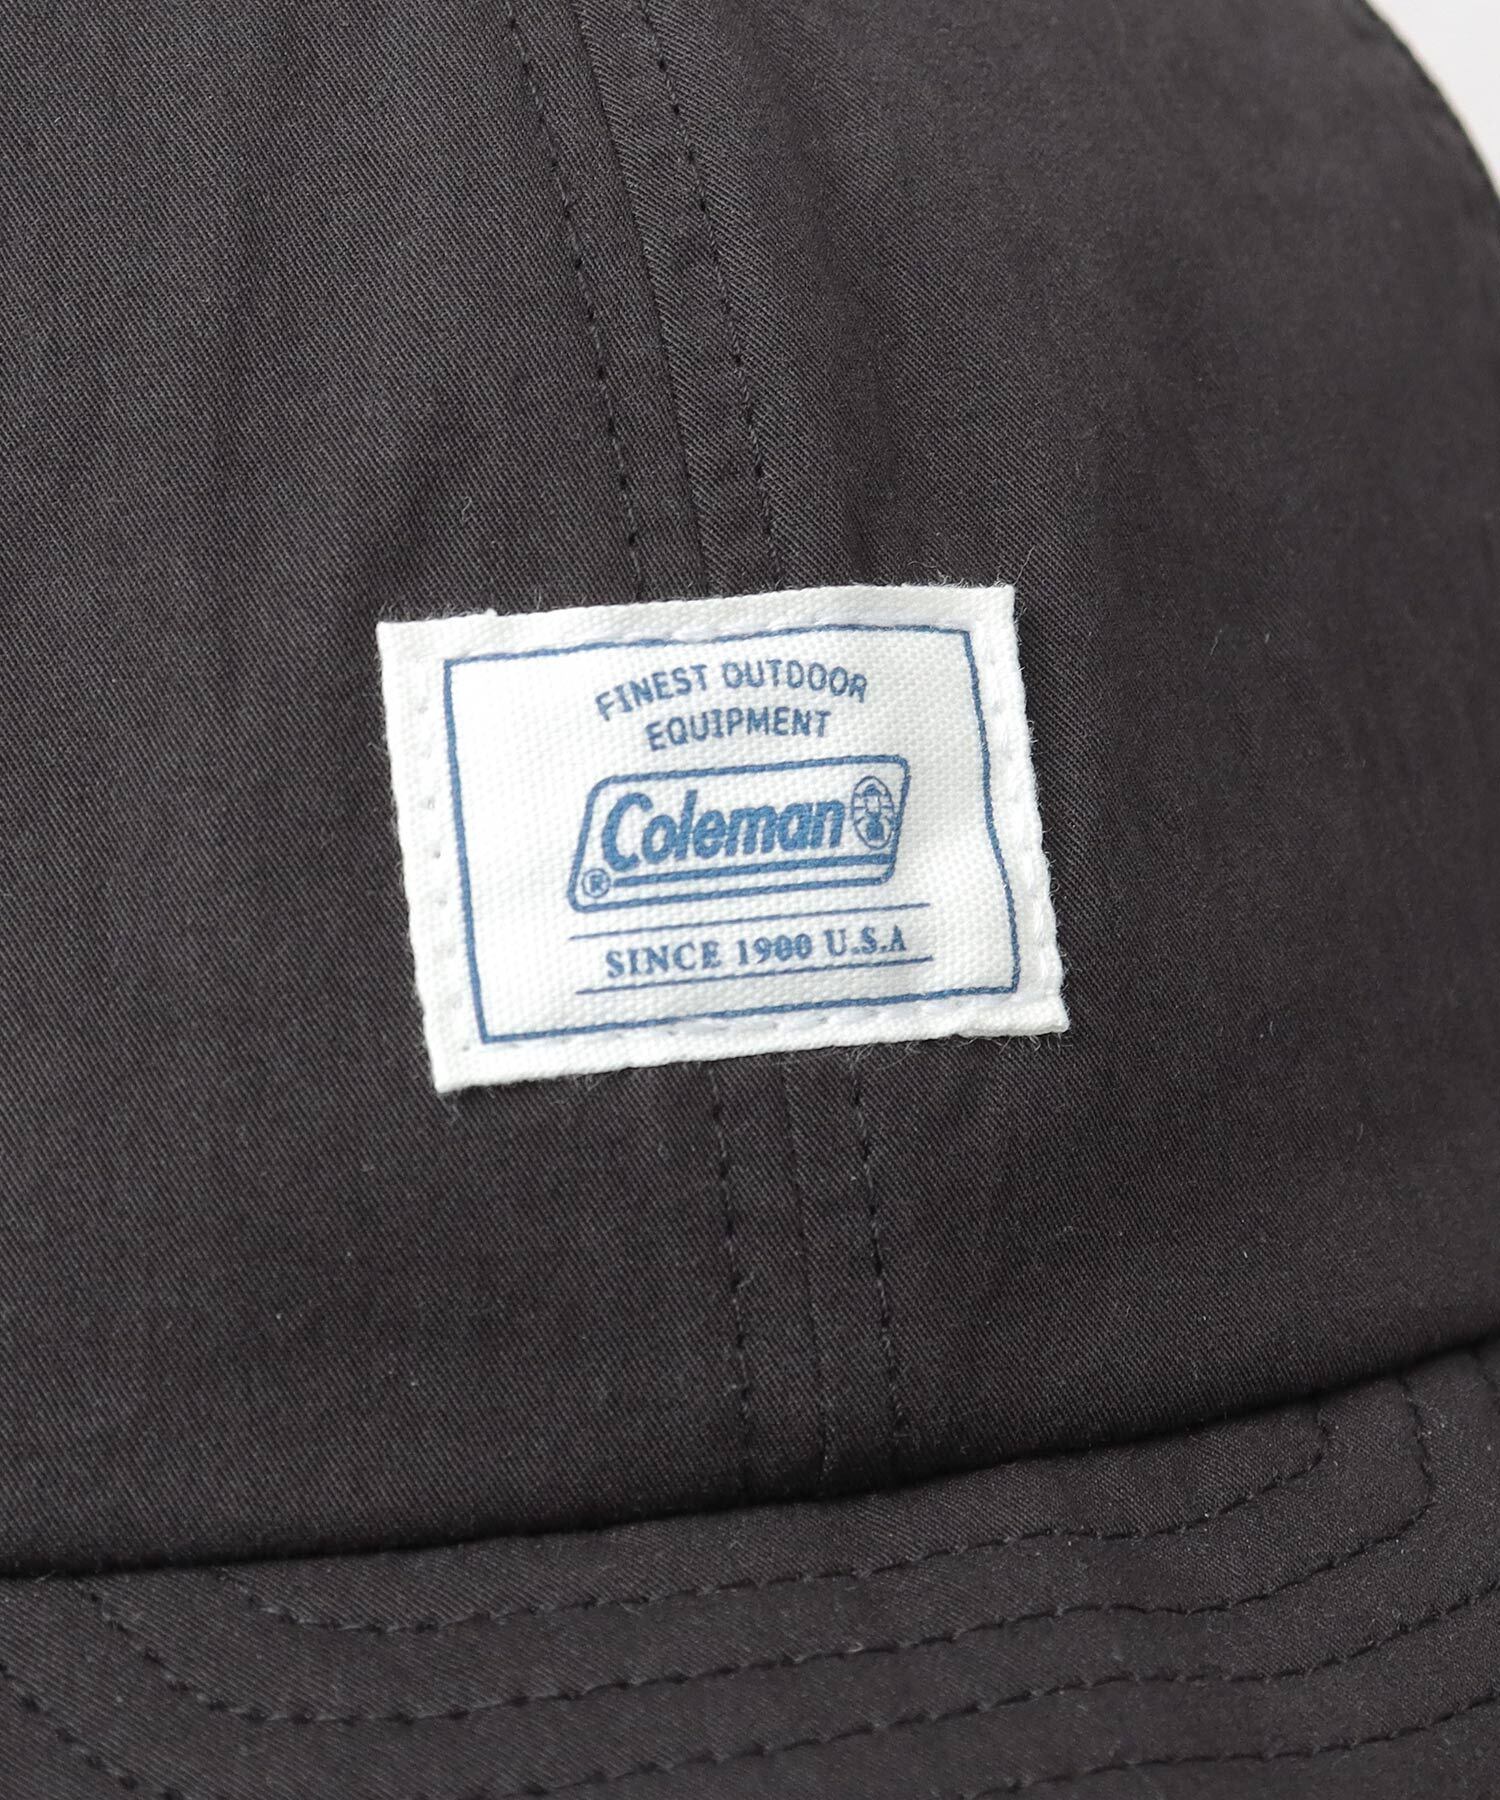 FINEST OUTDOOR
EQUIPMENT
Coleman
®
SINCE 1900 U.S.A